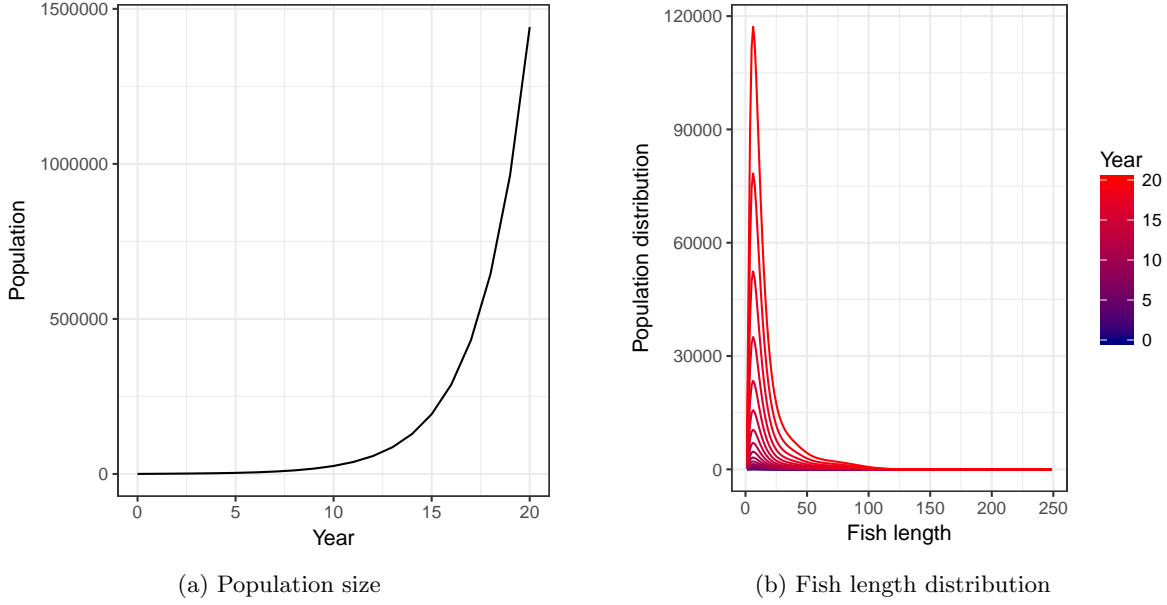 1500000
1000000
500000
0
Population
0 5 10 15 20
Year
(a) Population size
120000
90000
60000
30000
0
Population distribution
0 50 100 150 200 250
Fish length
Year
20
15
10
5
0
(b) Fish length distribution